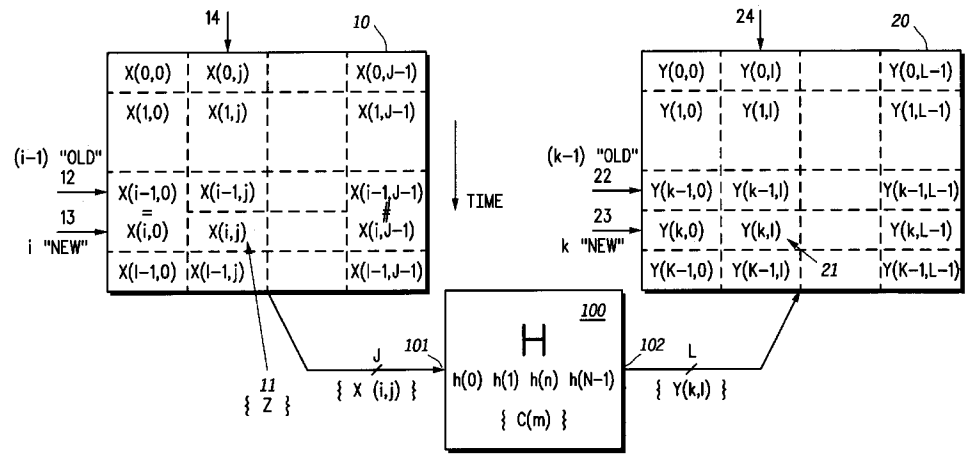 14 10 24 20
X(0,0) X(0,j) X(0,J-1) Y(0,0) Y(0,l) Y(0,L-1)
X(1,0) X(1,j) X(1,J-1) Y(1,0) Y(1,l) Y(1,L-1)
(i-1) "OLD" (k-1) "OLD"
12 X(i-1,0) X(i-1,j) X(i-1,J-1) TIME 22 Y(k-1,0) Y(k-1,l) Y(k-1,L-1)
= #
13 X(i,0) X(i,j) X(i,J-1) 23 Y(k,0) Y(k,l) Y(k,L-1)
i "NEW" k "NEW"
X(I-1,0) X(I-1,j) X(I-1,J-1) Y(K-1,0) Y(K-1,l) 21 Y(K-1,L-1)
100
H
J 101 102 L
11 { X (i,j) } h(0) h(1) h(n) h(N-1) { Y(k,l) }
{ Z } { C(m) }